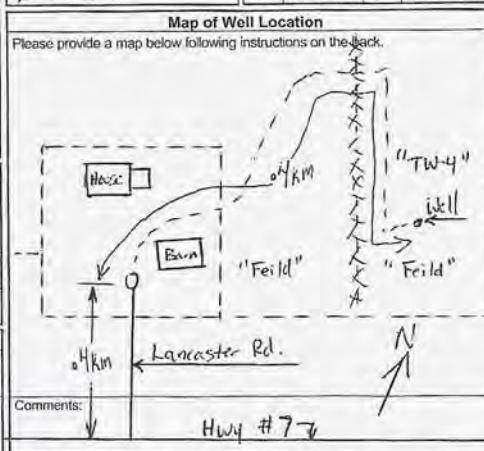 Map of Well Location
Please provide a map below following instructions on the back.
House
.4 km
"TW-4"
Well
Barn
"Feild"
"Feild"
.4 km
Lancaster Rd.
N
Comments:
Hwy #7